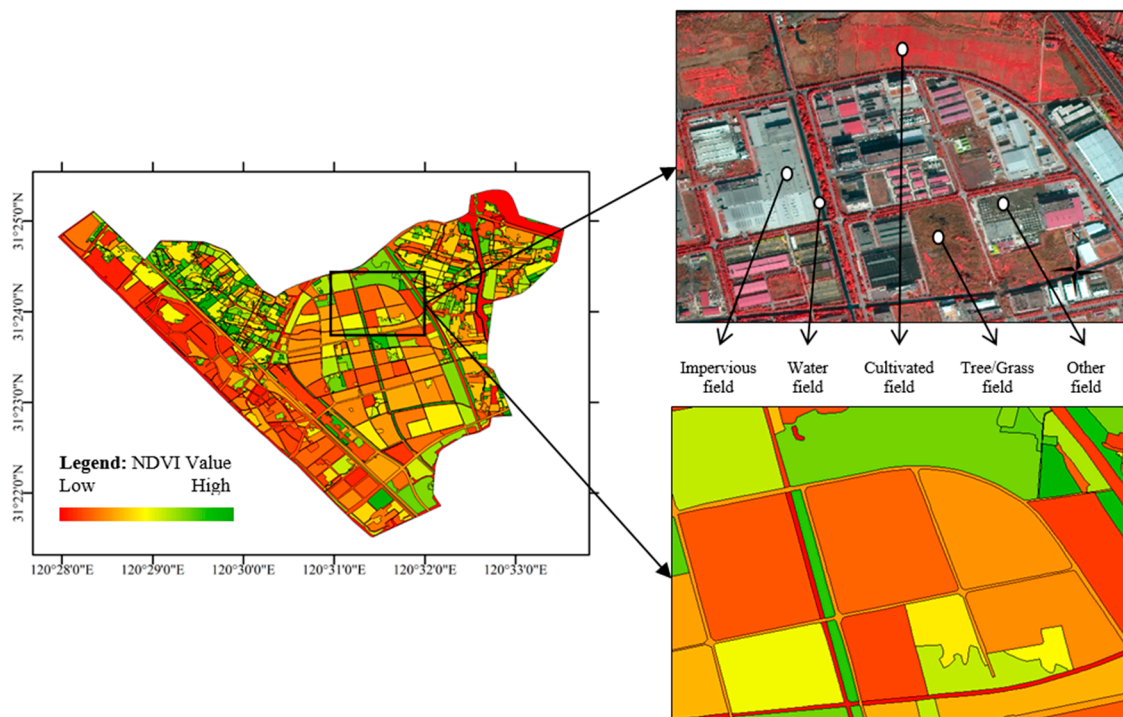 31°25'0"N
31°24'0"N
31°23'0"N
31°22'0"N
Legend: NDVI Value
Low High
120°28'0"E 120°29'0"E 120°30'0"E 120°31'0"E 120°32'0"E 120°33'0"E
Impervious
field
Water
field
Cultivated
field
Tree/Grass
field
Other
field